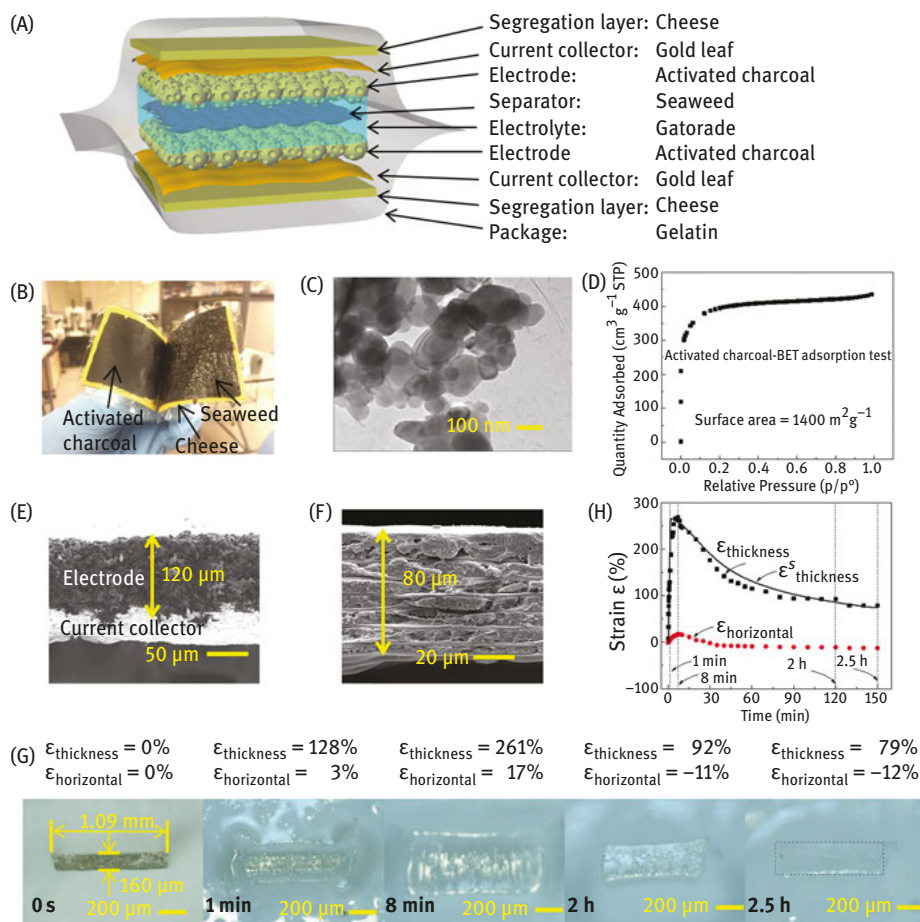 (A)
Segregation layer: Cheese
Current collector: Gold leaf
Electrode: Activated charcoal
Separator: Seaweed
Electrolyte: Gatorade
Electrode Activated charcoal
Current collector: Gold leaf
Segregation layer: Cheese
Package: Gelatin
(B)
Activated
charcoal
Seaweed
Cheese
(C)
100 nm
(D)
Quantity Adsorbed (cm³ g⁻¹ STP)
500
400
300
200
100
0
Activated charcoal-BET adsorption test
Surface area = 1400 m²g⁻¹
0.0 0.2 0.4 0.6 0.8 1.0
Relative Pressure (p/p⁰)
(E)
Electrode
120 μm
Current collector
50 μm
(F)
80 μm
20 μm
(H)
Strain ε (%)
300
200
100
0
−100
εthickness
εˢthickness
εhorizontal
1 min
8 min
2 h
2.5 h
0 30 60 90 120 150
Time (min)
(G)
εthickness = 0% εthickness = 128% εthickness = 261% εthickness = 92% εthickness = 79%
εhorizontal = 0% εhorizontal = 3% εhorizontal = 17% εhorizontal = −11% εhorizontal = −12%
1.09 mm
160 μm
0 s 200 μm 1 min 200 μm 8 min 200 μm 2 h 200 μm 2.5 h 200 μm